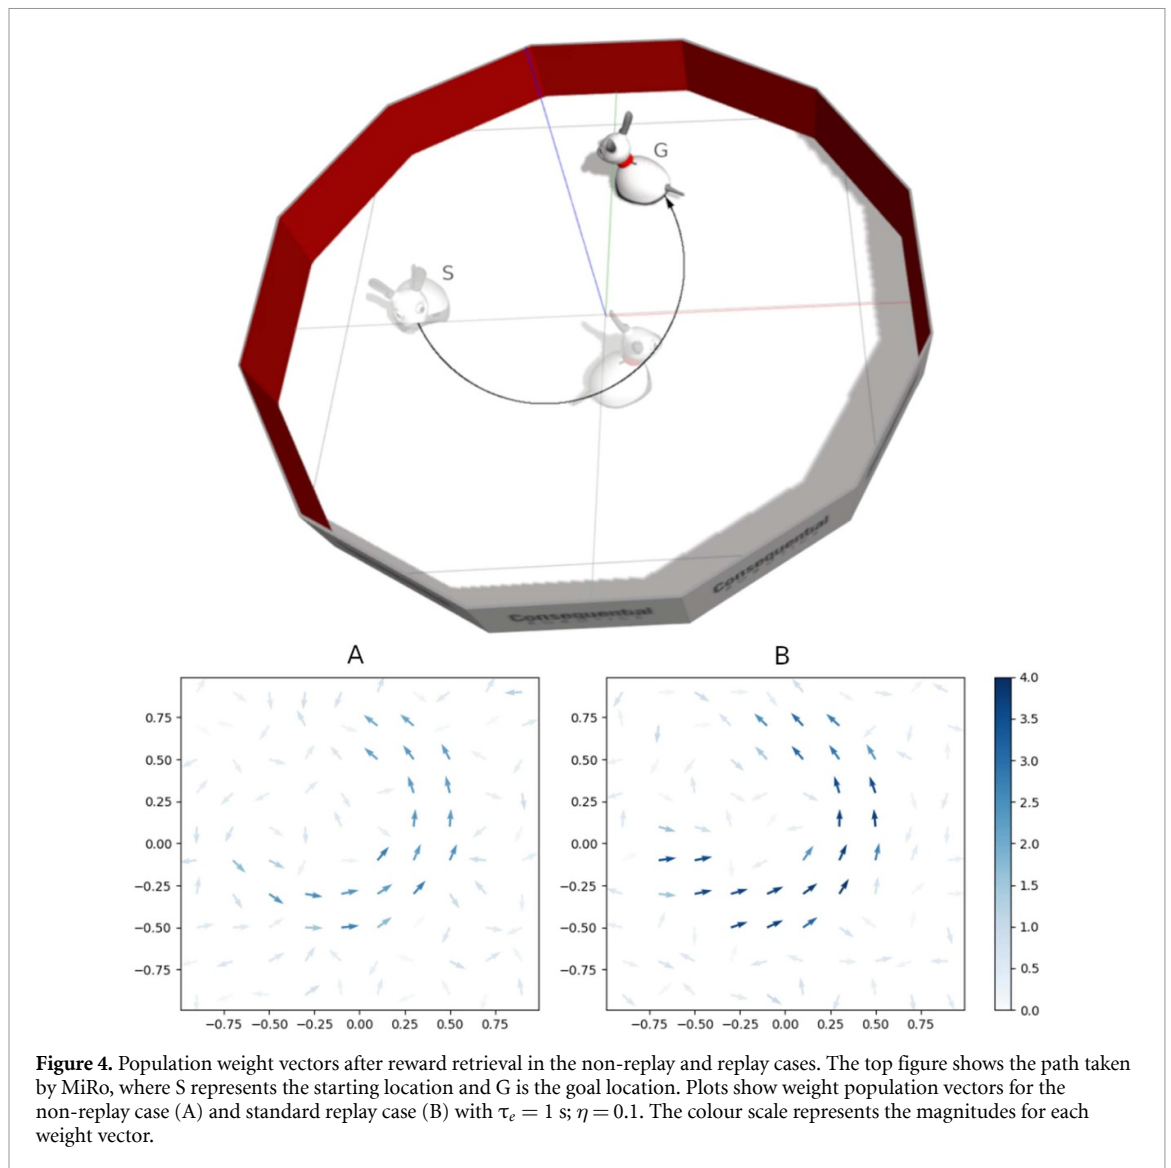 G
S
Consequential
Consequential
A
B
4.0
3.5
3.0
2.5
2.0
1.5
1.0
0.5
0.0
0.75
0.50
0.25
0.00
−0.25
−0.50
−0.75
0.75
0.50
0.25
0.00
−0.25
−0.50
−0.75
−0.75 −0.50 −0.25 0.00 0.25 0.50 0.75
−0.75 −0.50 −0.25 0.00 0.25 0.50 0.75
Figure 4. Population weight vectors after reward retrieval in the non-replay and replay cases. The top figure shows the path taken
by MiRo, where S represents the starting location and G is the goal location. Plots show weight population vectors for the
non-replay case (A) and standard replay case (B) with τₑ = 1 s; η = 0.1. The colour scale represents the magnitudes for each
weight vector.